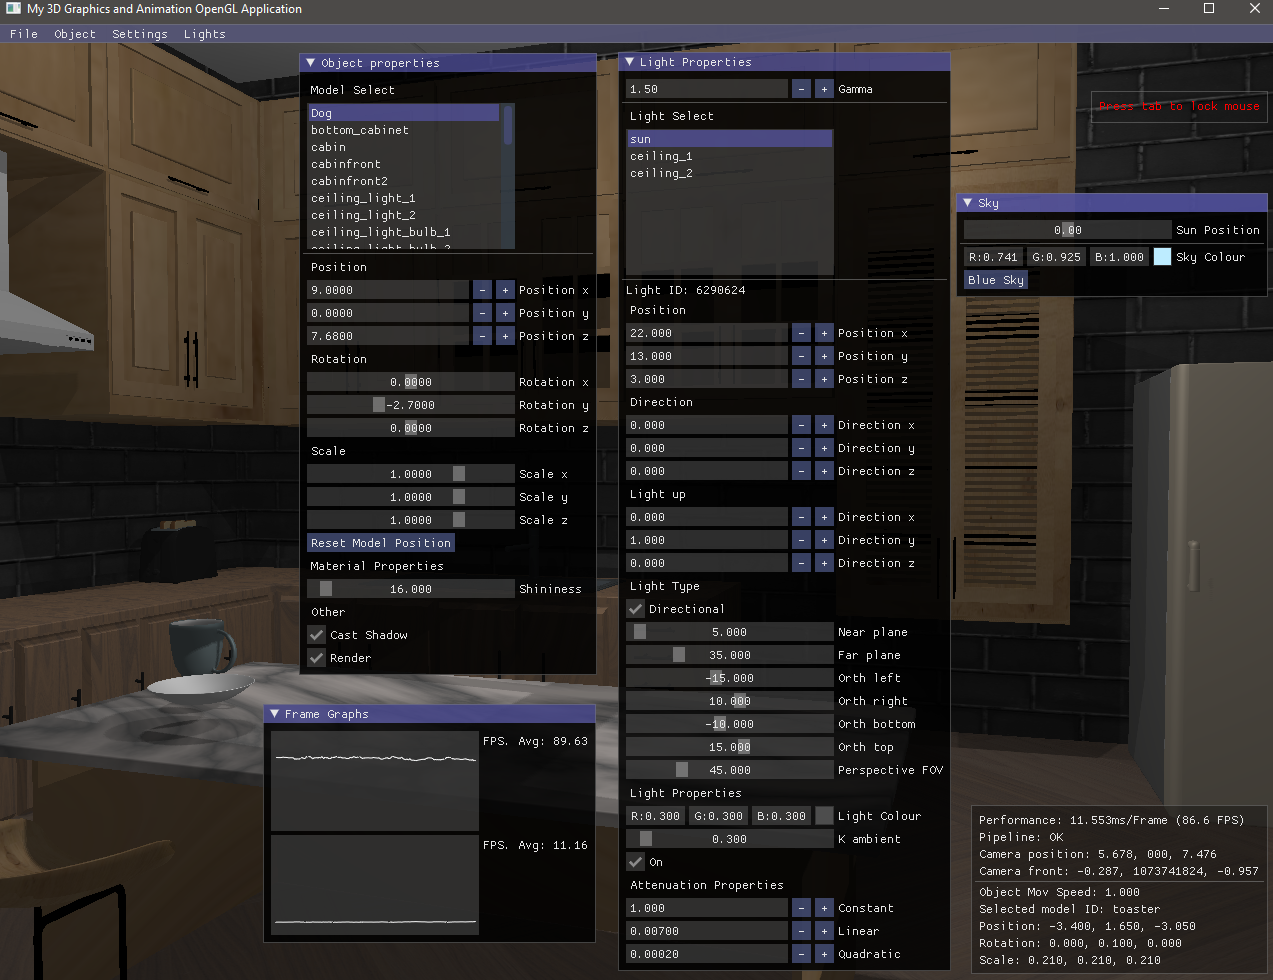 My 3D Graphics and Animation OpenGL Application
File Object Settings Lights
Object properties
Model Select
Dog
bottom_cabinet
cabin
cabinfront
cabinfront2
ceiling_light_1
ceiling_light_2
ceiling_light_bulb_1
ceiling_light_bulb_2
Position
9.0000 - + Position x
0.0000 - + Position y
7.6800 - + Position z
Rotation
0.0000 Rotation x
-2.7000 Rotation y
0.0000 Rotation z
Scale
1.0000 Scale x
1.0000 Scale y
1.0000 Scale z
Reset Model Position
Material Properties
16.000 Shininess
Other
Cast Shadow
Render
Frame Graphs
FPS. Avg: 89.63
FPS. Avg: 11.16
Light Properties
1.50 - + Gamma
Light Select
sun
ceiling_1
ceiling_2
Light ID: 6290624
Position
22.000 - + Position x
13.000 - + Position y
3.000 - + Position z
Direction
0.000 - + Direction x
0.000 - + Direction y
0.000 - + Direction z
Light up
0.000 - + Direction x
1.000 - + Direction y
0.000 - + Direction z
Light Type
Directional
5.000 Near plane
35.000 Far plane
-15.000 Orth left
10.000 Orth right
-10.000 Orth bottom
15.000 Orth top
45.000 Perspective FOV
Light Properties
R:0.300 G:0.300 B:0.300 Light Colour
0.300 K ambient
On
Attenuation Properties
1.000 - + Constant
0.00700 - + Linear
0.00020 - + Quadratic
Press tab to lock mouse
Sky
0.00 Sun Position
R:0.741 G:0.925 B:1.000 Sky Colour
Blue Sky
Performance: 11.553ms/Frame (86.6 FPS)
Pipeline: OK
Camera position: 5.678, 000, 7.476
Camera front: -0.287, 1073741824, -0.957
Object Mov Speed: 1.000
Selected model ID: toaster
Position: -3.400, 1.650, -3.050
Rotation: 0.000, 0.100, 0.000
Scale: 0.210, 0.210, 0.210